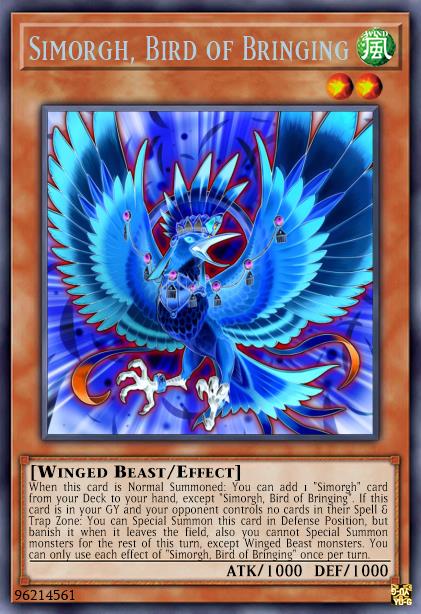 Simorgh, Bird of Bringing
WIND
風
[Winged Beast/Effect]
When this card is Normal Summoned: You can add 1 "Simorgh" card
from your Deck to your hand, except "Simorgh, Bird of Bringing". If this
card is in your GY and your opponent controls no cards in their Spell &
Trap Zone: You can Special Summon this card in Defense Position, but
banish it when it leaves the field, also you cannot Special Summon
monsters for the rest of this turn, except Winged Beast monsters. You
can only use each effect of "Simorgh, Bird of Bringing" once per turn.
ATK/1000 DEF/1000
96214561